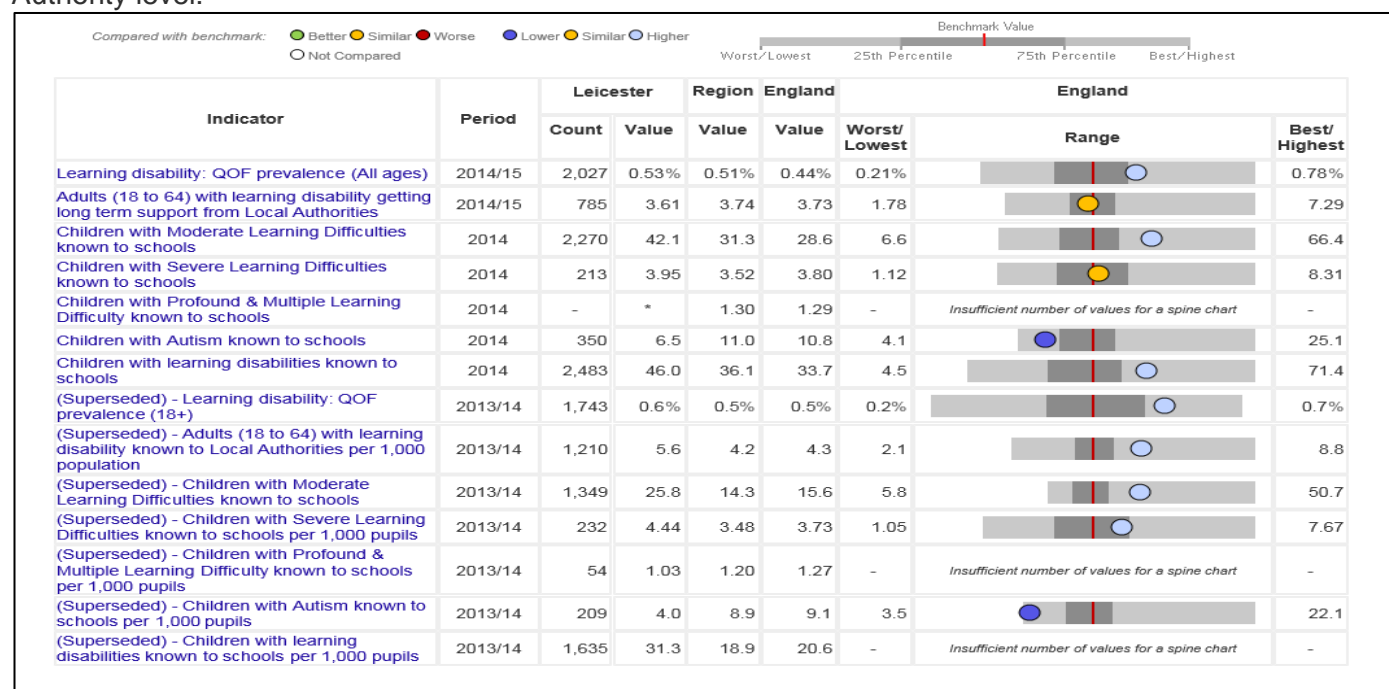 Authority level.
Compared with benchmark: Better Similar Worse Lower Similar Higher
Not Compared
Benchmark Value
Worst/Lowest 25th Percentile 75th Percentile Best/Highest
Indicator Period Leicester Region England England
Count Value Value Value Worst/ Lowest Range Best/ Highest
Learning disability: QOF prevalence (All ages) 2014/15 2,027 0.53% 0.51% 0.44% 0.21% 0.78%
Adults (18 to 64) with learning disability getting
long term support from Local Authorities 2014/15 785 3.61 3.74 3.73 1.78 7.29
Children with Moderate Learning Difficulties
known to schools 2014 2,270 42.1 31.3 28.6 6.6 66.4
Children with Severe Learning Difficulties
known to schools 2014 213 3.95 3.52 3.80 1.12 8.31
Children with Profound & Multiple Learning
Difficulty known to schools 2014 - * 1.30 1.29 - Insufficient number of values for a spine chart -
Children with Autism known to schools 2014 350 6.5 11.0 10.8 4.1 25.1
Children with learning disabilities known to
schools 2014 2,483 46.0 36.1 33.7 4.5 71.4
(Superseded) - Learning disability: QOF
prevalence (18+) 2013/14 1,743 0.6% 0.5% 0.5% 0.2% 0.7%
(Superseded) - Adults (18 to 64) with learning
disability known to Local Authorities per 1,000
population 2013/14 1,210 5.6 4.2 4.3 2.1 8.8
(Superseded) - Children with Moderate
Learning Difficulties known to schools 2013/14 1,349 25.8 14.3 15.6 5.8 50.7
(Superseded) - Children with Severe Learning
Difficulties known to schools per 1,000 pupils 2013/14 232 4.44 3.48 3.73 1.05 7.67
(Superseded) - Children with Profound &
Multiple Learning Difficulty known to schools
per 1,000 pupils 2013/14 54 1.03 1.20 1.27 - Insufficient number of values for a spine chart -
(Superseded) - Children with Autism known to
schools per 1,000 pupils 2013/14 209 4.0 8.9 9.1 3.5 22.1
(Superseded) - Children with learning
disabilities known to schools per 1,000 pupils 2013/14 1,635 31.3 18.9 20.6 - Insufficient number of values for a spine chart -